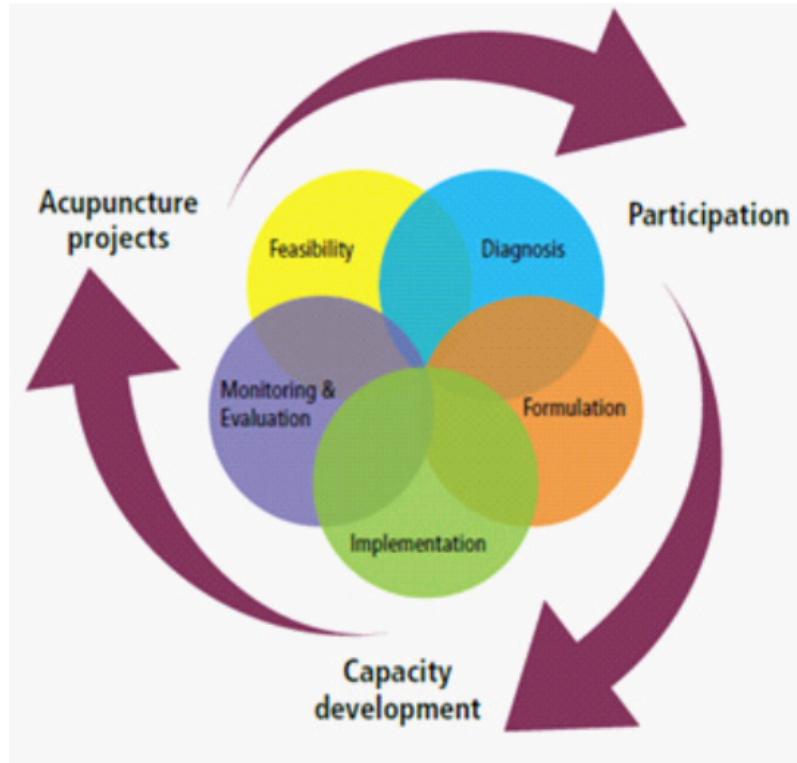 Acupuncture
projects
Participation
Feasibility
Diagnosis
Monitoring &
Evaluation
Formulation
Implementation
Capacity
development